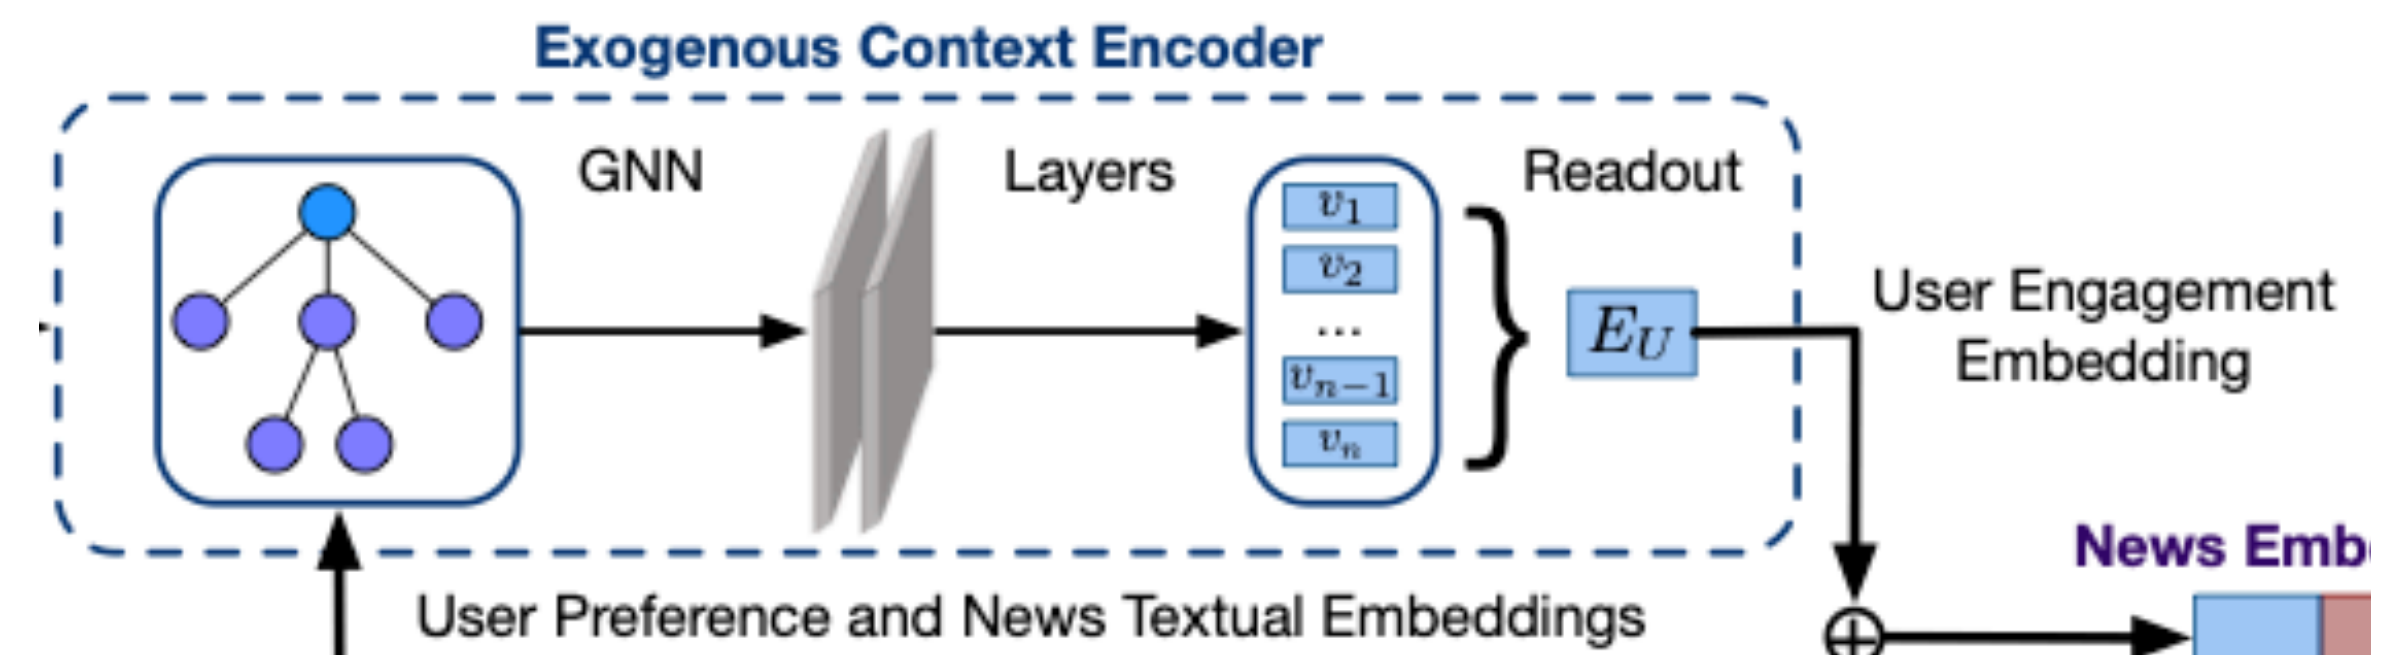 Exogenous Context Encoder
GNN
Layers
Readout
v1
v2
...
vn−1
vn
EU
User Engagement
Embedding
User Preference and News Textual Embeddings
News